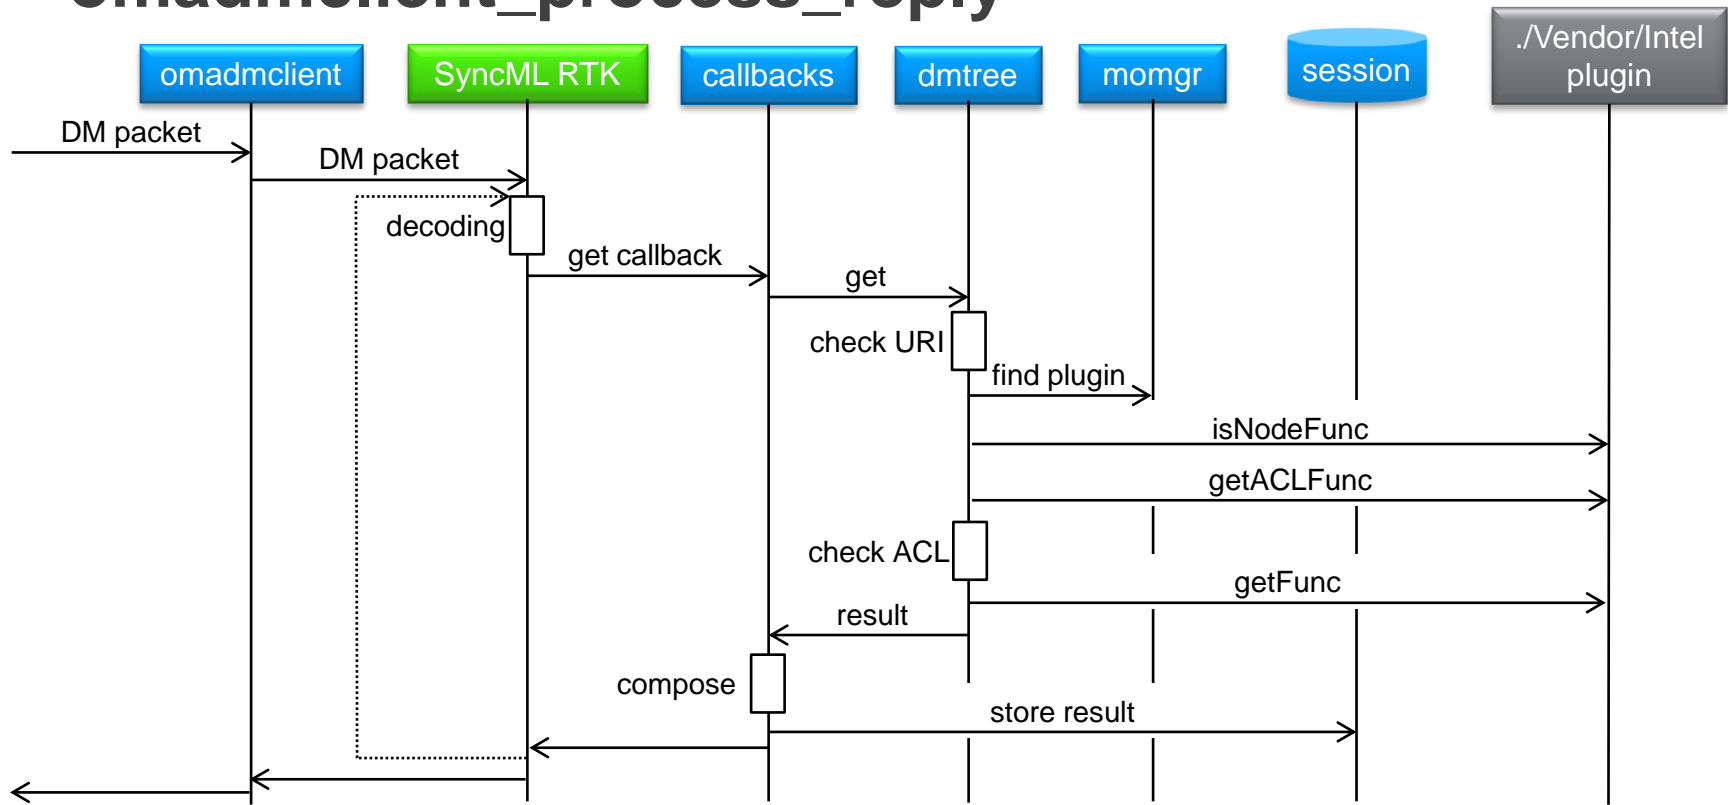 omadmclient_process_reply
omadmclient
SyncML RTK
callbacks
dmtree
momgr
session
./Vendor/Intel
plugin
DM packet
DM packet
decoding
get callback
get
check URI
find plugin
isNodeFunc
getACLFunc
check ACL
getFunc
result
compose
store result